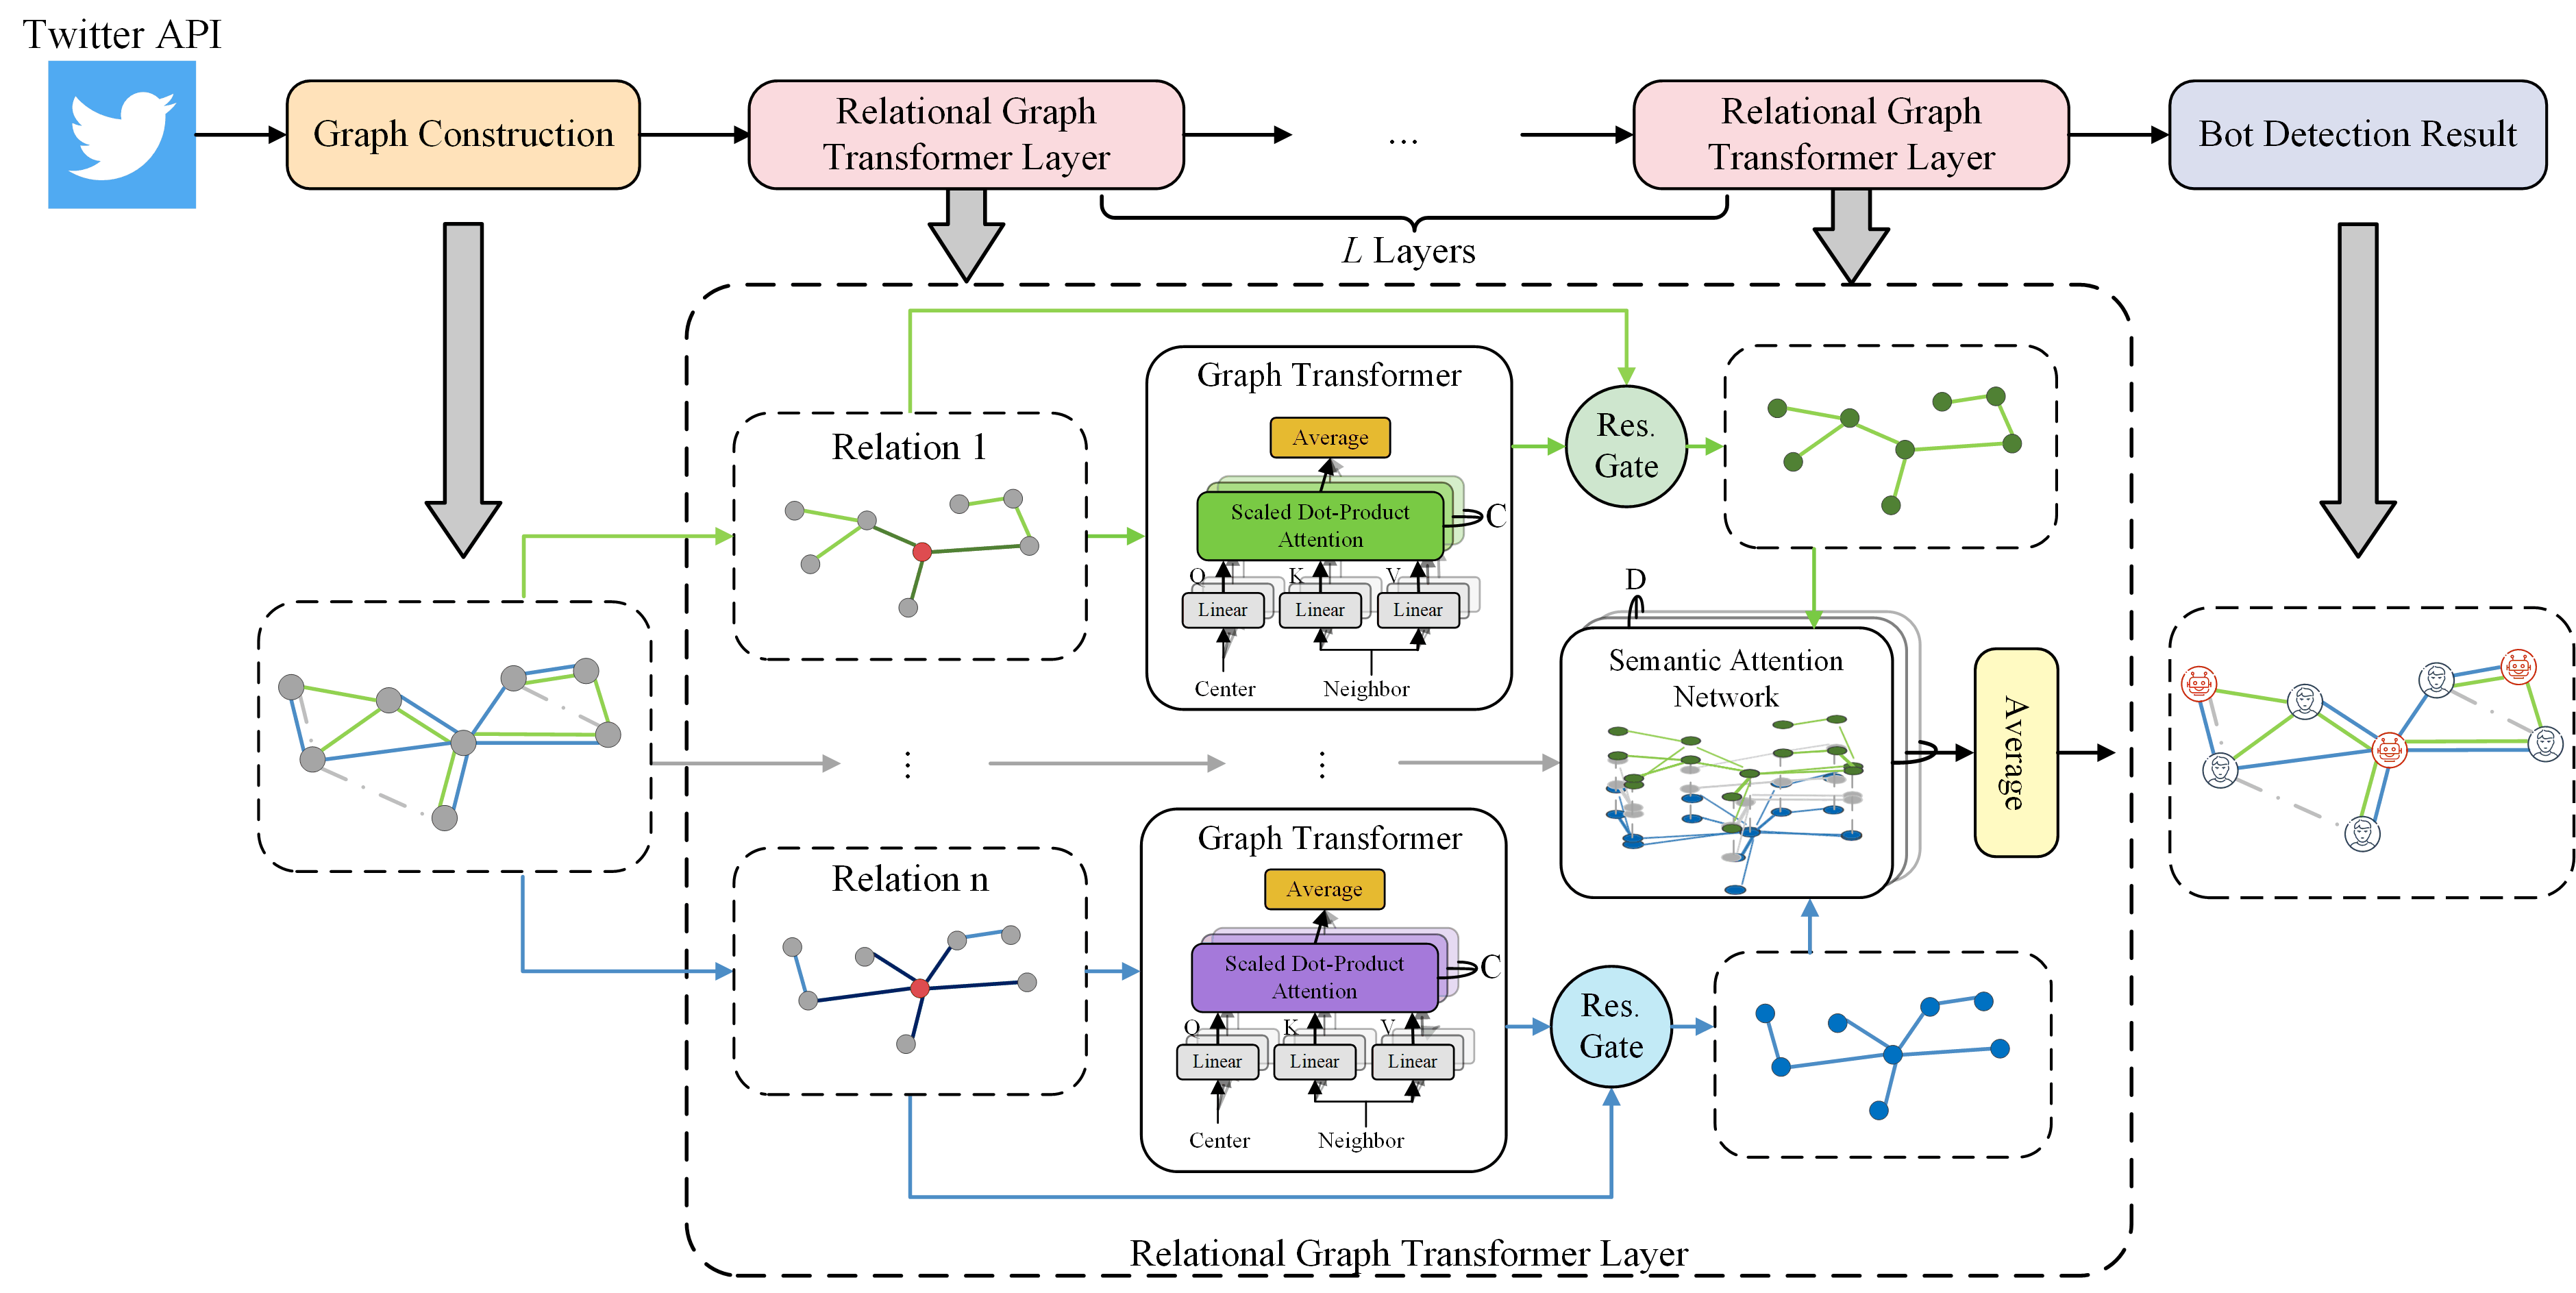 Twitter API
Graph Construction
Relational Graph
Transformer Layer
...
Relational Graph
Transformer Layer
Bot Detection Result
L Layers
Relation 1
Graph Transformer
Average
Scaled Dot-Product
Attention
C
Q
K
V
Linear
Linear
Linear
Center
Neighbor
Res.
Gate
D
Semantic Attention
Network
Average
...
...
Relation n
Graph Transformer
Average
Scaled Dot-Product
Attention
C
Q
K
V
Linear
Linear
Linear
Center
Neighbor
Res.
Gate
Relational Graph Transformer Layer